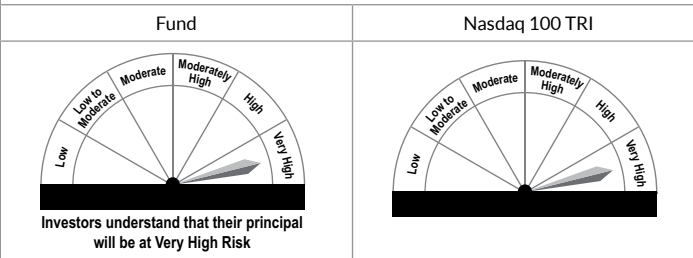 Fund
Nasdaq 100 TRI
Low
Low to
Moderate
Moderate
Moderately
High
High
Very High
Low
Low to
Moderate
Moderate
Moderately
High
High
Very High
Investors understand that their principal
will be at Very High Risk